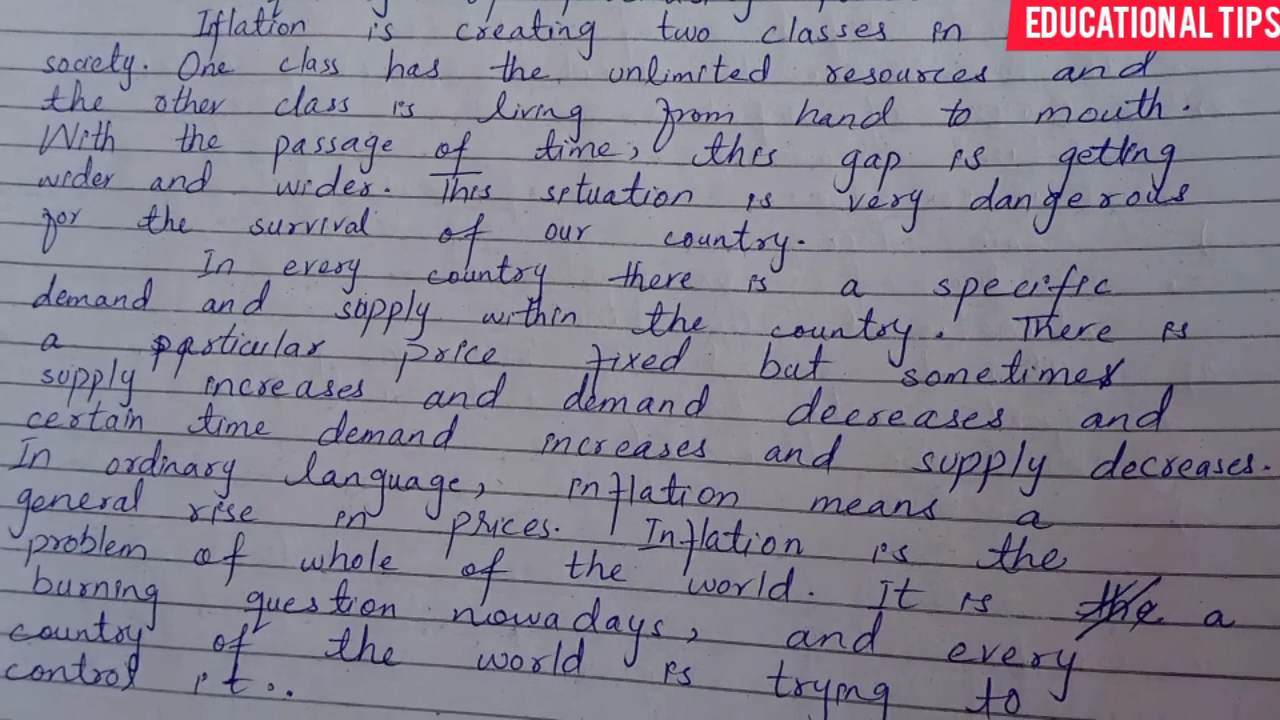 EDUCATIONAL TIPS
Iflation is creating two classes in
society. One class has the unlimited resources and
the other class is living from hand to mouth.
With the passage of time, this gap is getting
wider and wider. This situation is very dangerous
for the survival of our country.
In every country there is a specific
demand and supply within the country. There is
a particular price fixed but sometimes
supply increases and demand decreases and
certain time demand increases and supply decreases.
In ordinary language, inflation means a
general rise in prices. Inflation is the
problem of whole of the world. It is the a
burning question nowadays, and every
country of the world is trying to
control it..